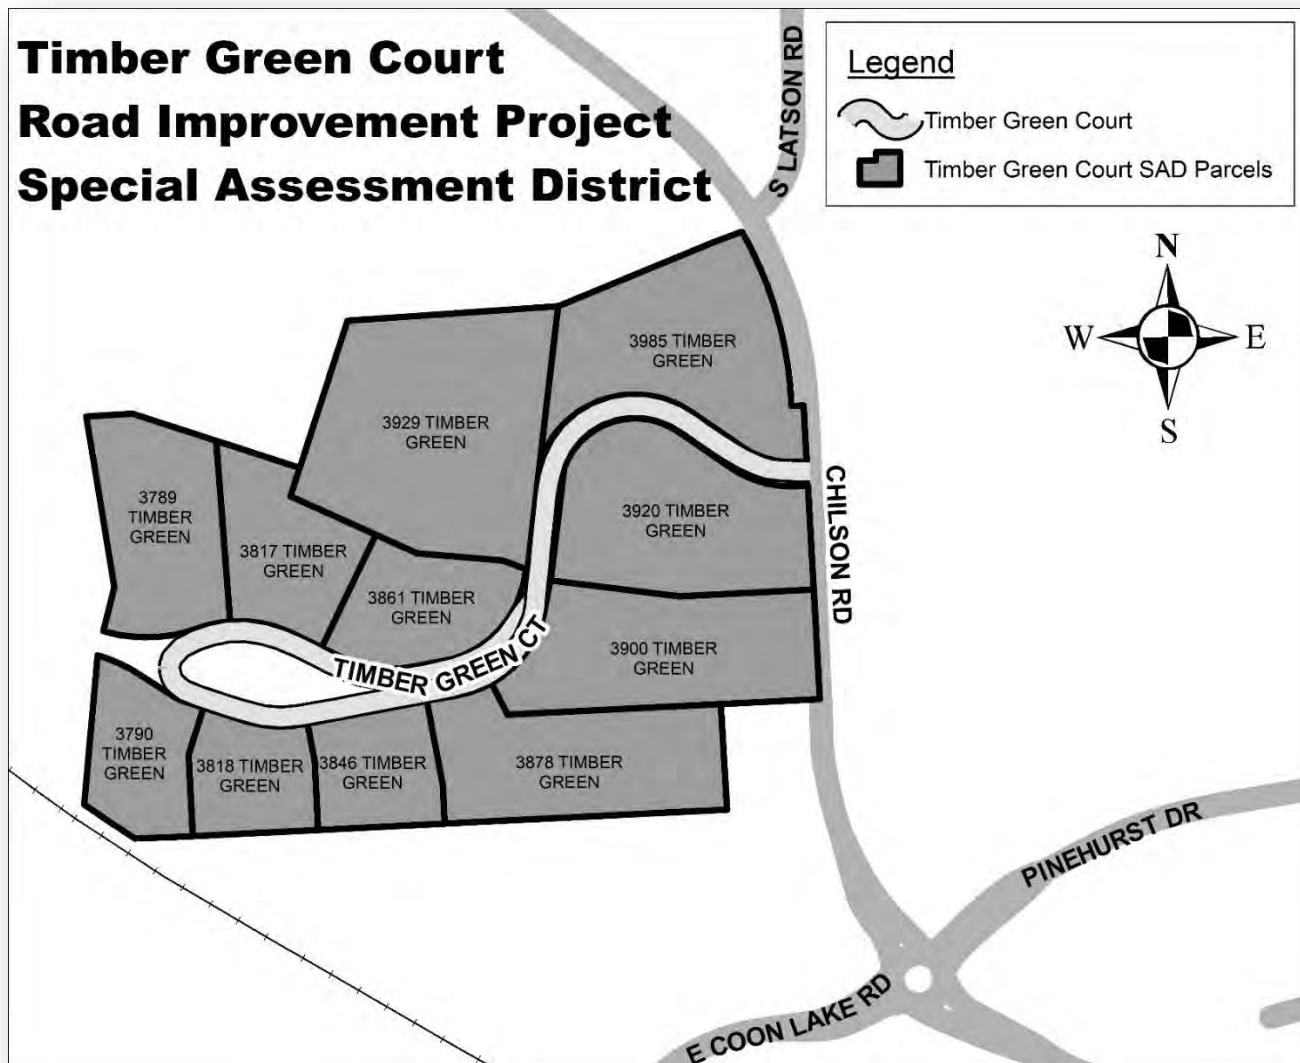 Timber Green Court
Road Improvement Project
Special Assessment District
S LATSON RD
Legend
Timber Green Court
Timber Green Court SAD Parcels
N
W
E
S
3985 TIMBER
GREEN
3929 TIMBER
GREEN
3789
TIMBER
GREEN
3817 TIMBER
GREEN
3920 TIMBER
GREEN
CHILSON RD
3861 TIMBER
GREEN
3900 TIMBER
GREEN
TIMBER GREEN CT
3790
TIMBER
GREEN
3818 TIMBER
GREEN
3846 TIMBER
GREEN
3878 TIMBER
GREEN
PINEHURST DR
E COON LAKE RD